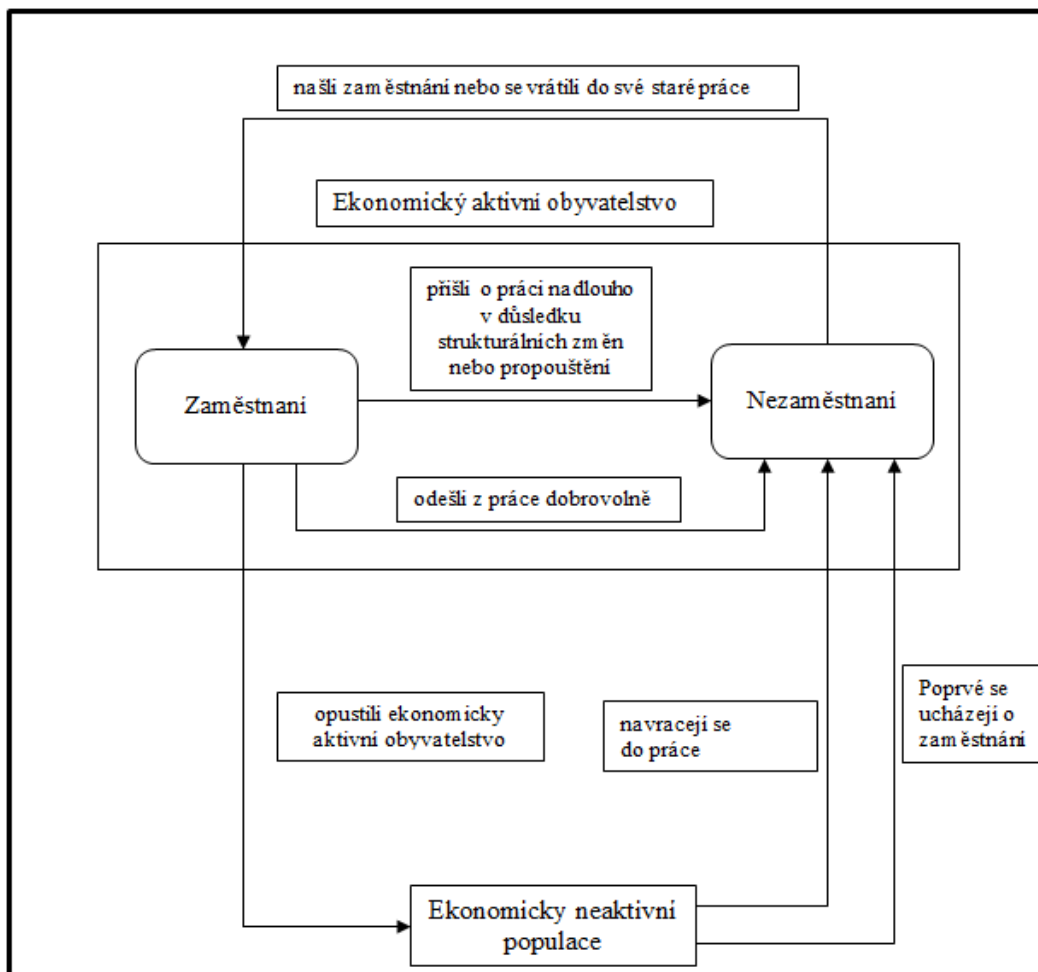 našli zaměstnání nebo se vrátili do své staré práce
Ekonomický aktivní obyvatelstvo
přišli o práci nadlouho
v důsledku
strukturálních změn
nebo propouštění
Zaměstnaní
Nezaměstnaní
odešli z práce dobrovolně
opustili ekonomicky
aktivní obyvatelstvo
navracejí se
do práce
Poprvé se
ucházejí o
zaměstnání
Ekonomicky neaktivní
populace